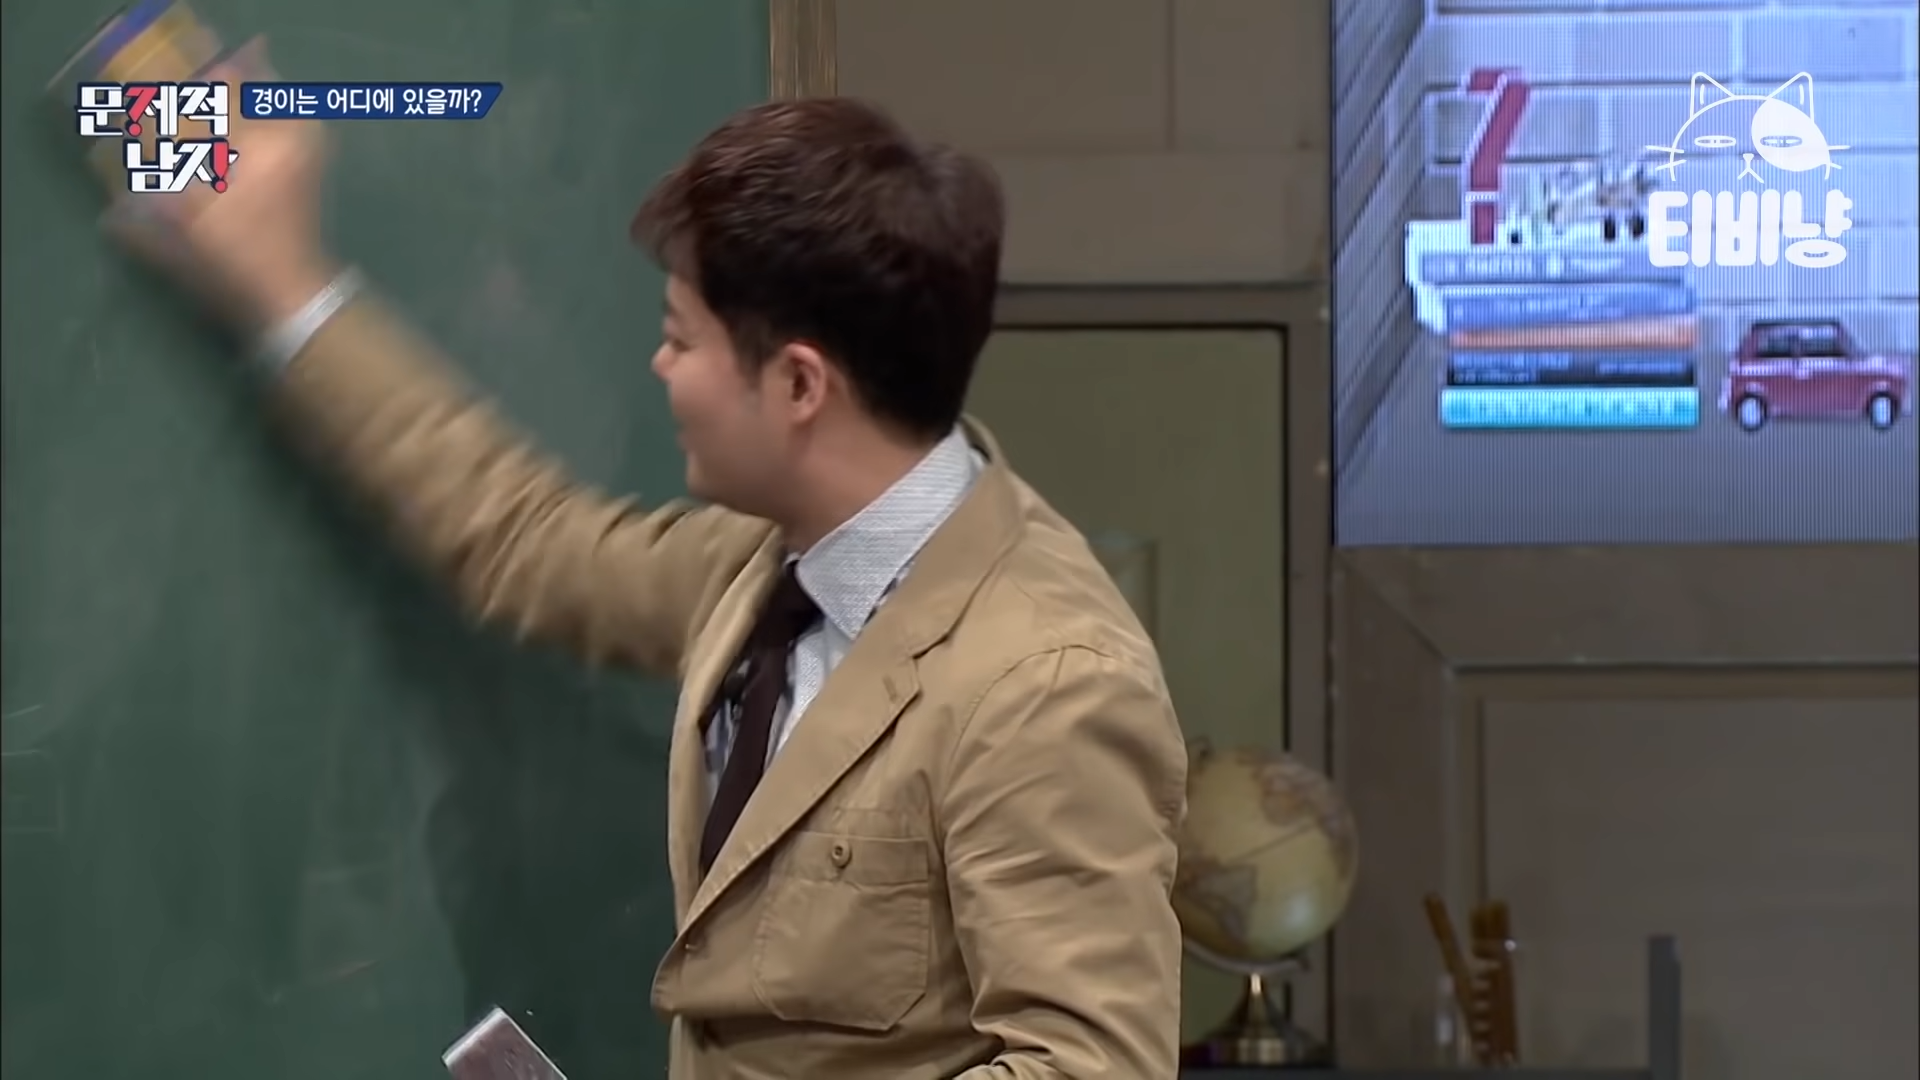 문제적
남자
경이는 어디에 있을까?
티비냥